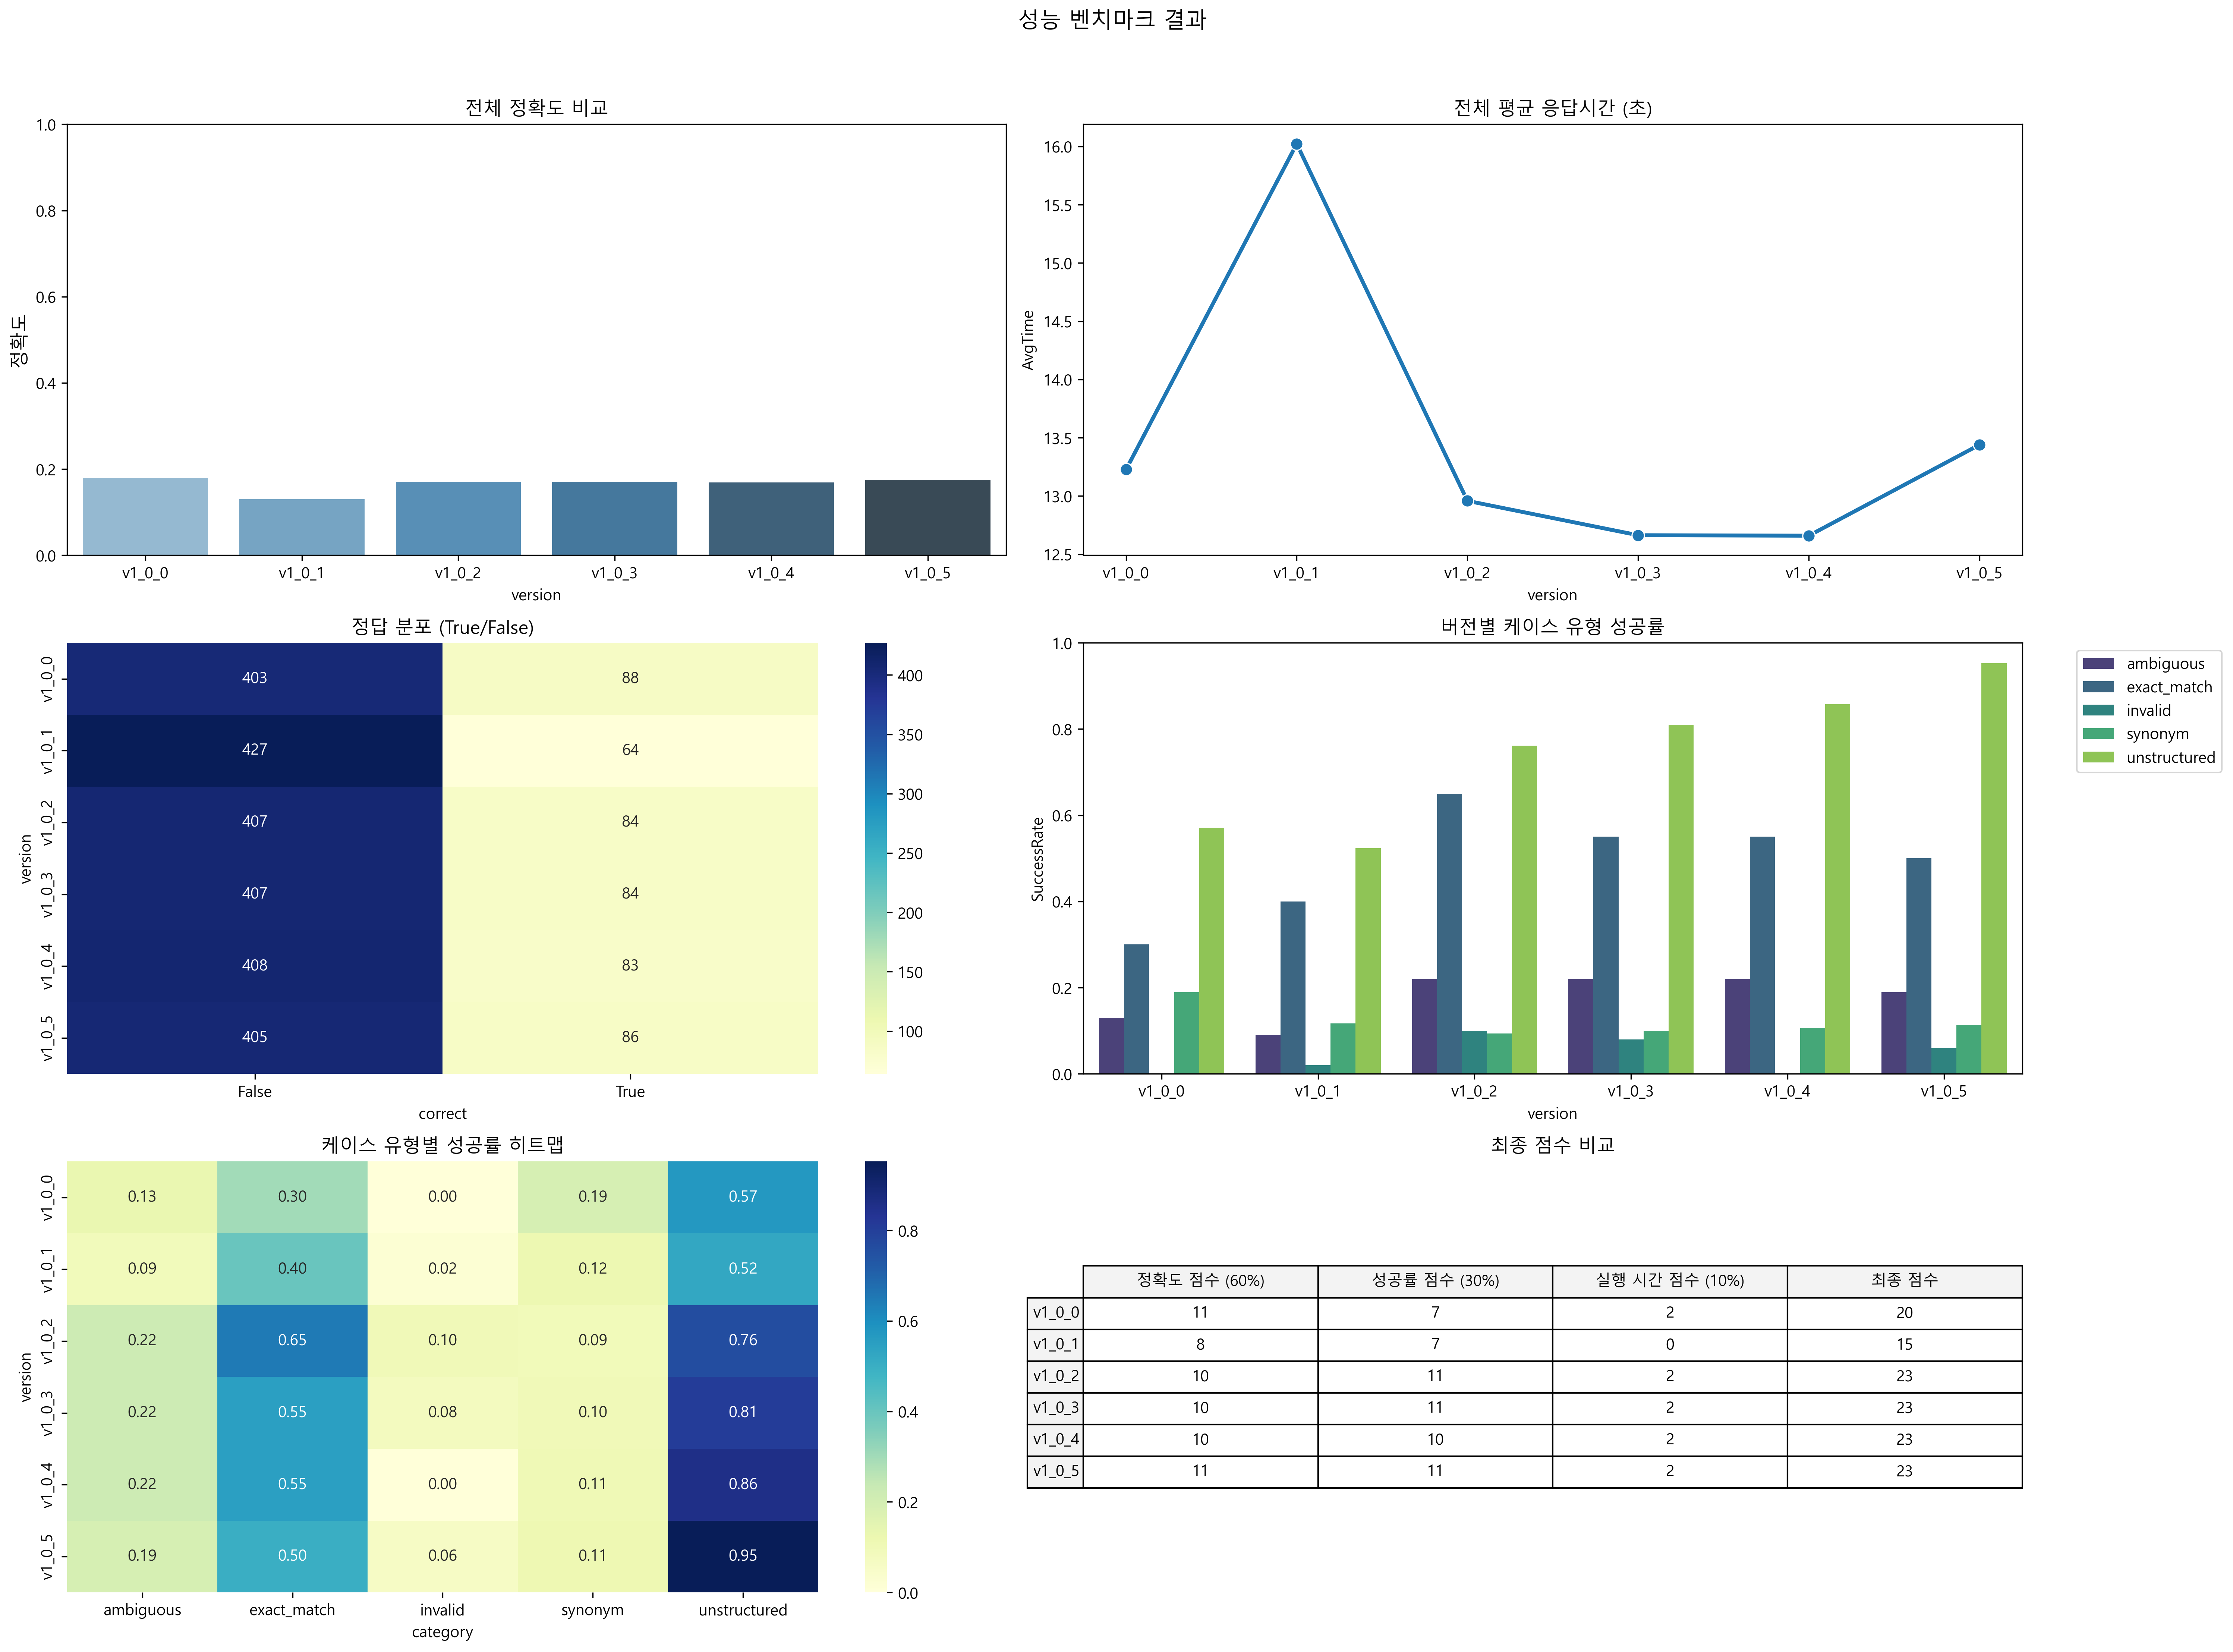 성능 벤치마크 결과
전체 정확도 비교
정확도
1.0
0.8
0.6
0.4
0.2
0.0
v1_0_0 v1_0_1 v1_0_2 v1_0_3 v1_0_4 v1_0_5
version
전체 평균 응답시간 (초)
AvgTime
16.0
15.5
15.0
14.5
14.0
13.5
13.0
12.5
v1_0_0 v1_0_1 v1_0_2 v1_0_3 v1_0_4 v1_0_5
version
정답 분포 (True/False)
version
v1_0_0 403 88
v1_0_1 427 64
v1_0_2 407 84
v1_0_3 407 84
v1_0_4 408 83
v1_0_5 405 86
False True
correct
400
350
300
250
200
150
100
버전별 케이스 유형 성공률
SuccessRate
1.0
0.8
0.6
0.4
0.2
0.0
v1_0_0 v1_0_1 v1_0_2 v1_0_3 v1_0_4 v1_0_5
version
ambiguous
exact_match
invalid
synonym
unstructured
케이스 유형별 성공률 히트맵
version
v1_0_0 0.13 0.30 0.00 0.19 0.57
v1_0_1 0.09 0.40 0.02 0.12 0.52
v1_0_2 0.22 0.65 0.10 0.09 0.76
v1_0_3 0.22 0.55 0.08 0.10 0.81
v1_0_4 0.22 0.55 0.00 0.11 0.86
v1_0_5 0.19 0.50 0.06 0.11 0.95
ambiguous exact_match invalid synonym unstructured
category
0.8
0.6
0.4
0.2
0.0
최종 점수 비교
정확도 점수 (60%) 성공률 점수 (30%) 실행 시간 점수 (10%) 최종 점수
v1_0_0 11 7 2 20
v1_0_1 8 7 0 15
v1_0_2 10 11 2 23
v1_0_3 10 11 2 23
v1_0_4 10 10 2 23
v1_0_5 11 11 2 23